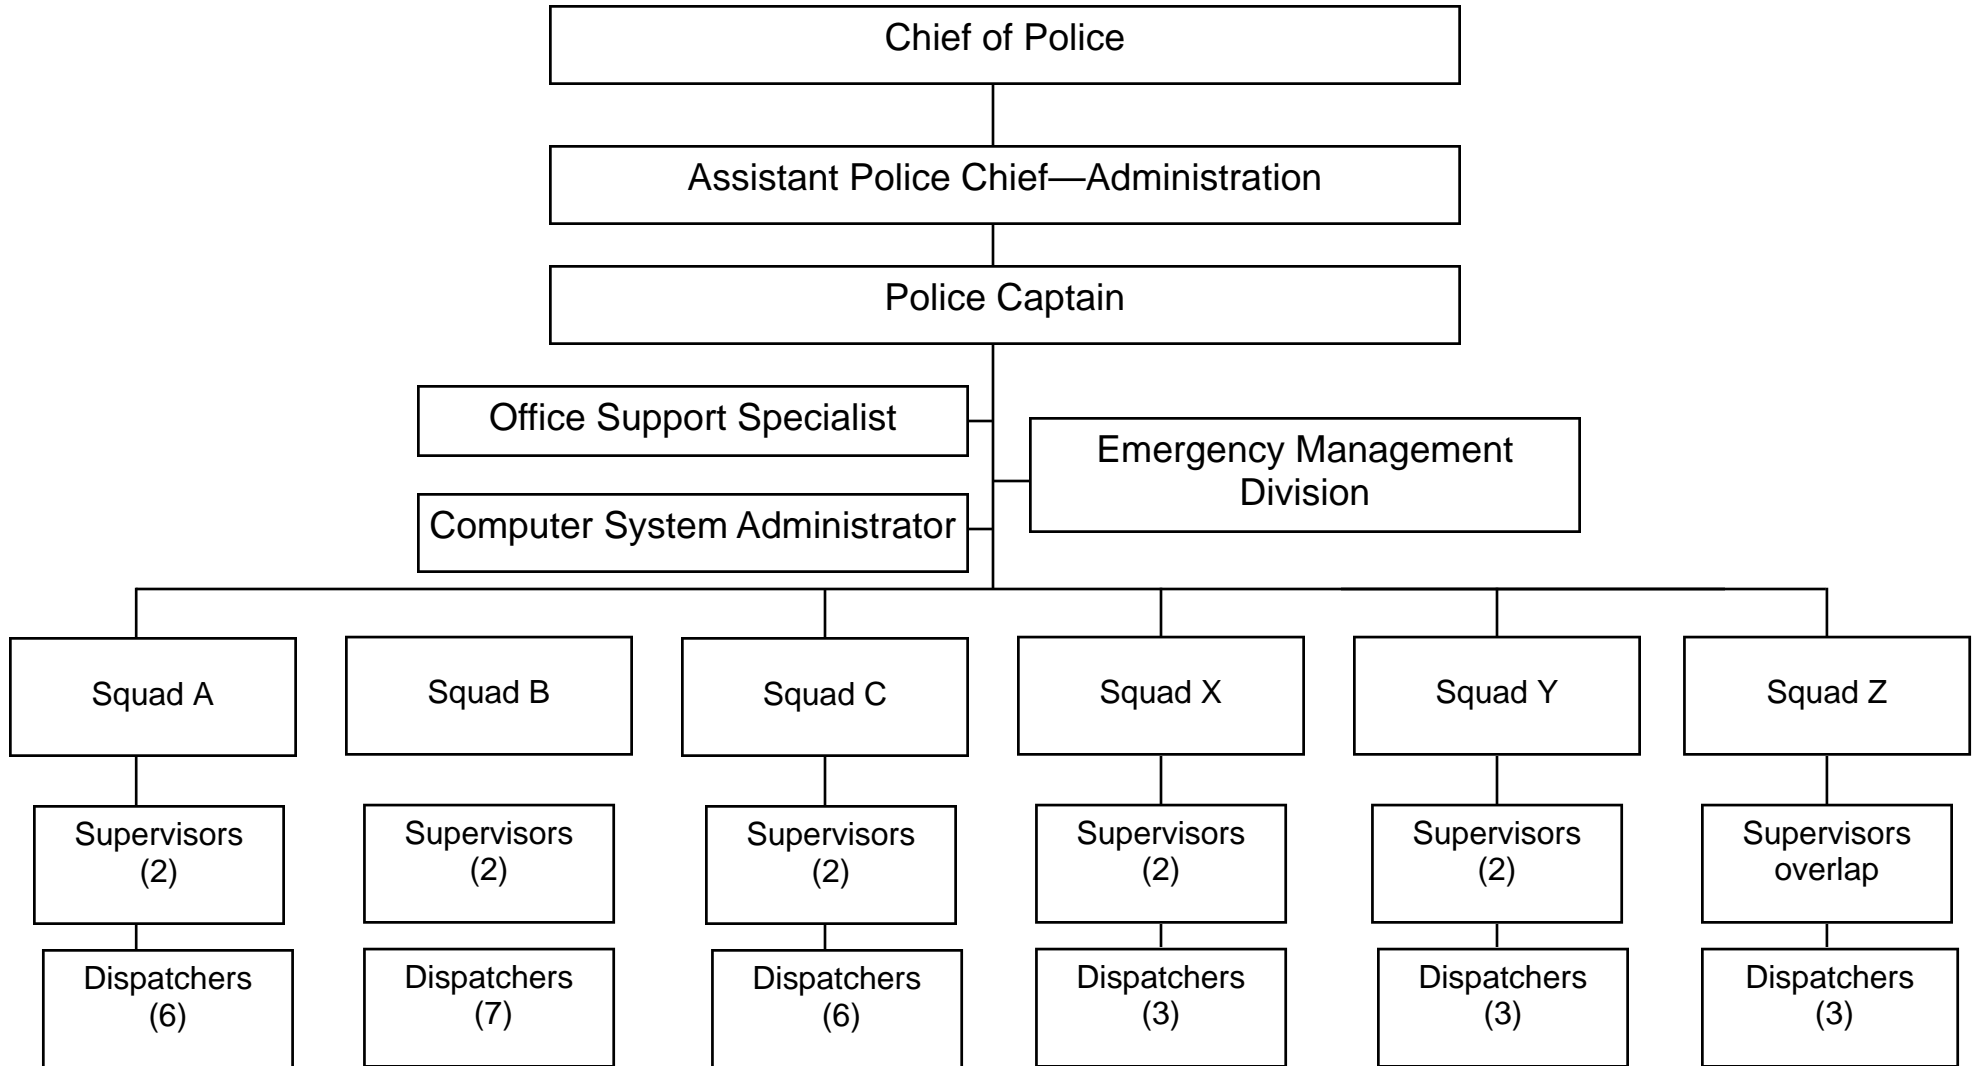 Chief of Police
Assistant Police Chief—Administration
Police Captain
Office Support Specialist
Emergency Management
Division
Computer System Administrator
Squad A
Squad B
Squad C
Squad X
Squad Y
Squad Z
Supervisors
(2)
Supervisors
(2)
Supervisors
(2)
Supervisors
(2)
Supervisors
(2)
Supervisors
overlap
Dispatchers
(6)
Dispatchers
(7)
Dispatchers
(6)
Dispatchers
(3)
Dispatchers
(3)
Dispatchers
(3)